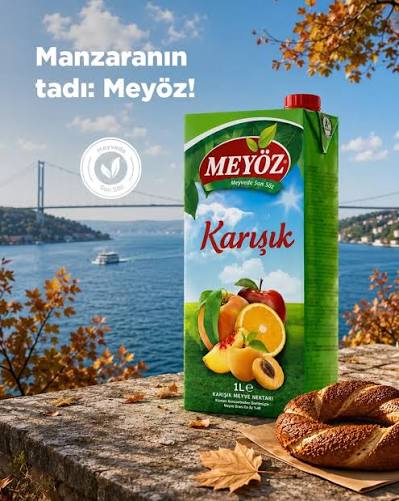 Manzaranın
tadı: Meyöz!
Meyvede
Son Söz
MEYÖZ
Meyvede Son Söz
Karışık
1L e
KARIŞIK MEYVE NEKTARI